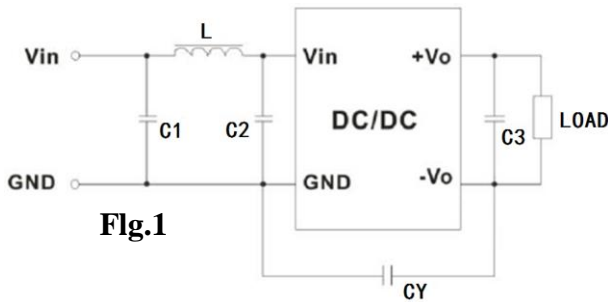 L
Vin
Vin
+Vo
C1
C2
DC/DC
C3
LOAD
GND
GND
-Vo
Flg.1
CY